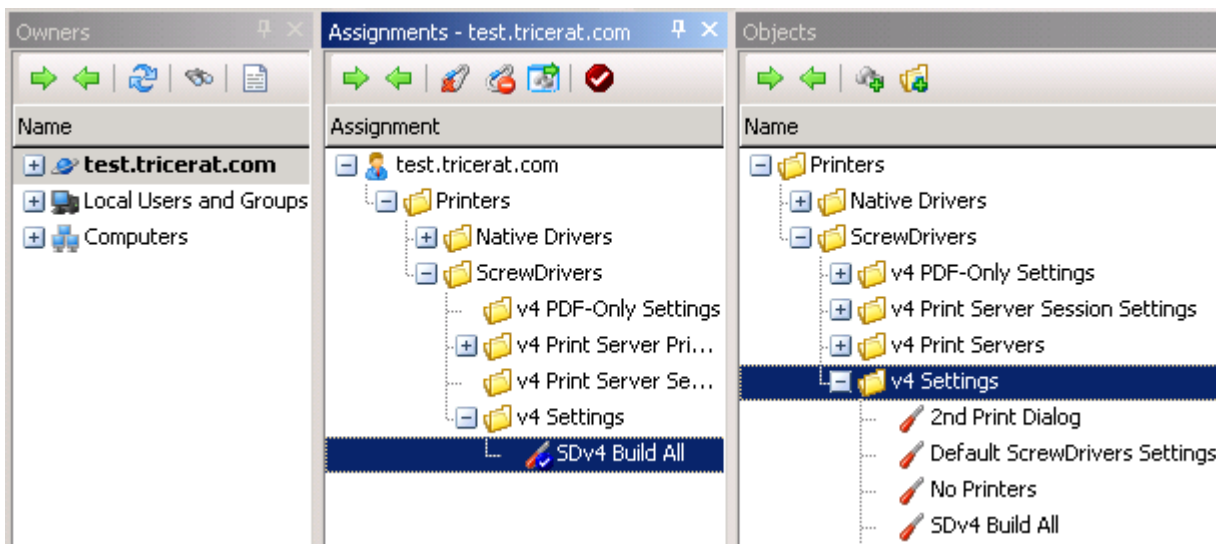 Owners
Name
test.tricerat.com
Local Users and Groups
Computers
Assignments - test.tricerat.com
Assignment
test.tricerat.com
Printers
Native Drivers
ScrewDrivers
v4 PDF-Only Settings
v4 Print Server Pri...
v4 Print Server Se...
v4 Settings
SDv4 Build All
Objects
Name
Printers
Native Drivers
ScrewDrivers
v4 PDF-Only Settings
v4 Print Server Session Settings
v4 Print Servers
v4 Settings
2nd Print Dialog
Default ScrewDrivers Settings
No Printers
SDv4 Build All